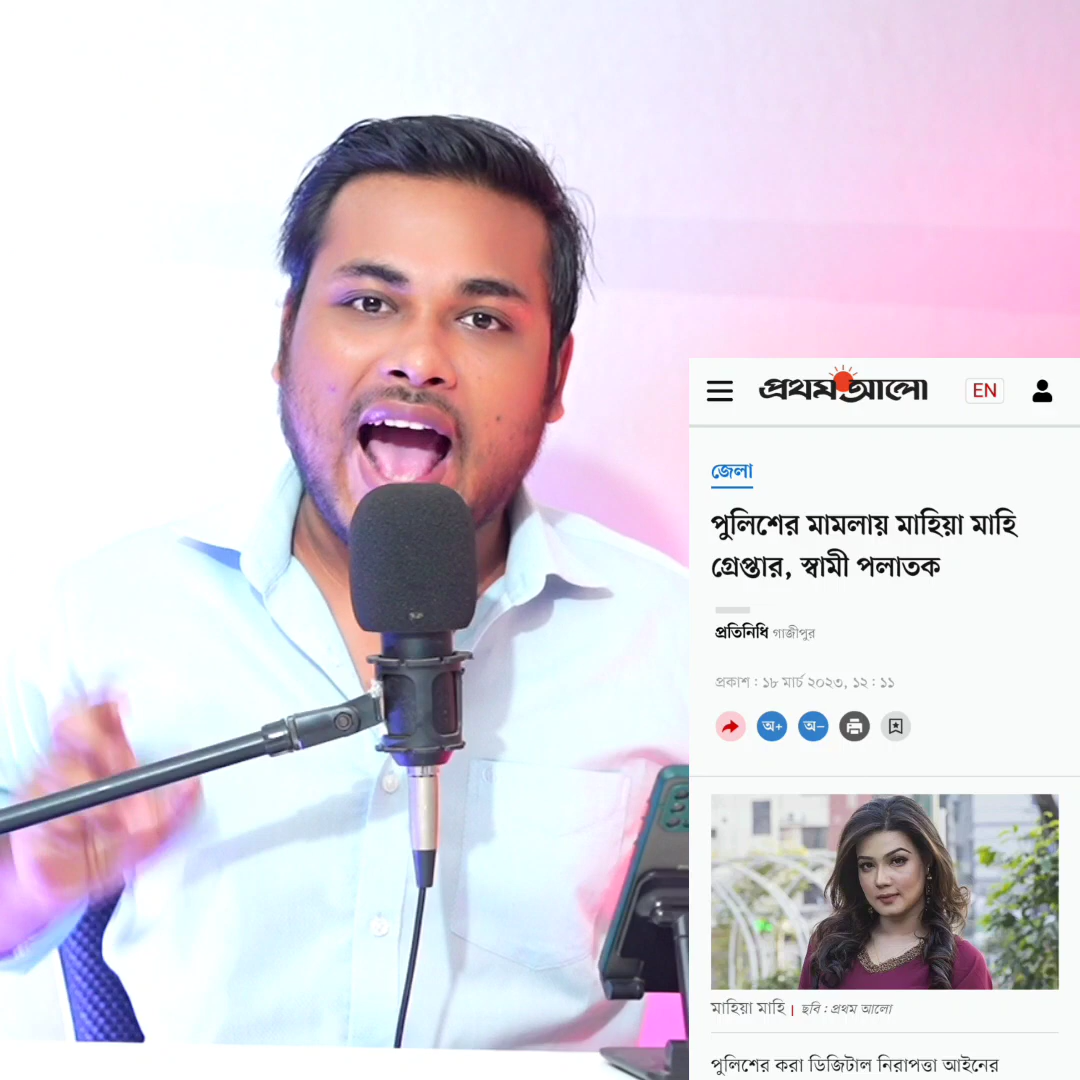 প্রথম আলো
EN
জেলা
পুলিশের মামলায় মাহিয়া মাহি
গ্রেপ্তার, স্বামী পলাতক
প্রতিনিধি গাজীপুর
প্রকাশ : ১৮ মার্চ ২০২৩, ১২ : ১১
অ+ অ−
মাহিয়া মাহি | ছবি : প্রথম আলো
পুলিশের করা ডিজিটাল নিরাপত্তা আইনের